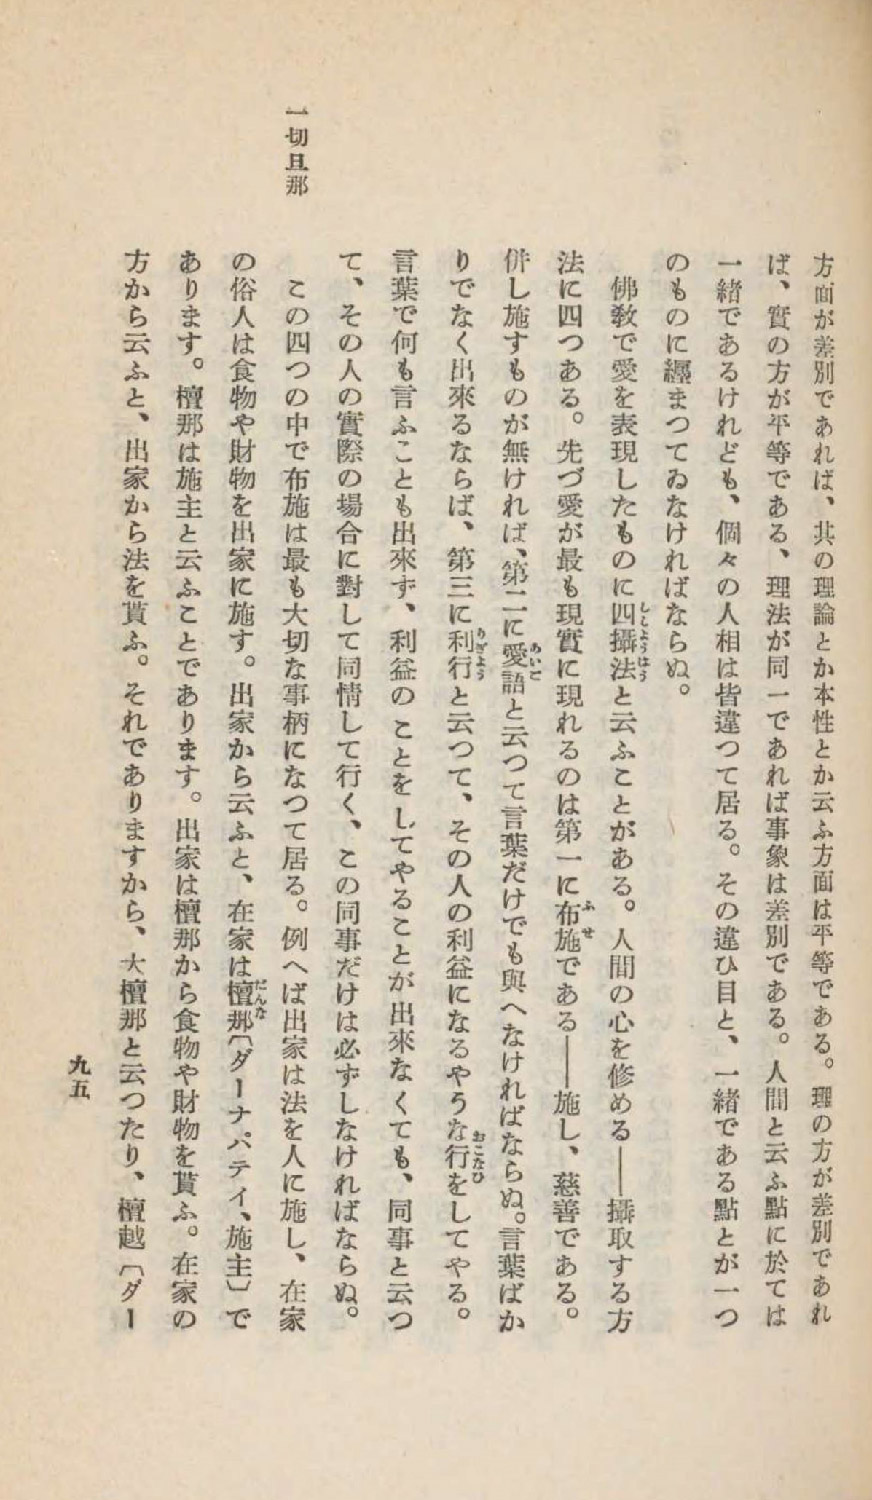 方面が差別であれば、其の理論とか本性とか云ふ方面は平等である。理の方が差別であれ
ば、實の方が平等である、理法が同一であれば事象は差別である。人間と云ふ點に於ては
一緖であるけれども、個々の人相は皆違つて居る。その違ひ目と、一緖である點とが一つ
のものに纒まつてゐなければならぬ。
佛敎で愛を表現したものに四攝法と云ふことがある。人間の心を修める——攝取する方
法に四つある。先づ愛が最も現實に現れるのは第一に布施である——施し、慈善である。
併し施すものが無ければ、第二に愛語と云つて言葉だけでも與へなければならぬ。言葉ばか
りでなく出來るならば、第三に利行と云つて、その人の利益になるやうな行をしてやる。
言葉で何も言ふことも出來ず、利益のことをしてやることが出來なくても、同事と云つ
て、その人の實際の場合に對して同情して行く、この同事だけは必ずしなければならぬ。
一切旦那
この四つの中で布施は最も大切な事柄になつて居る。例へば出家は法を人に施し、在家
の俗人は食物や財物を出家に施す。出家から云ふと、在家は檀那〔ダーナパテイ、施主〕で
あります。檀那は施主と云ふことであります。出家は檀那から食物や財物を貰ふ。在家の
方から云ふと、出家から法を貰ふ。それでありますから、大檀那と云つたり、檀越〔ダー
九五